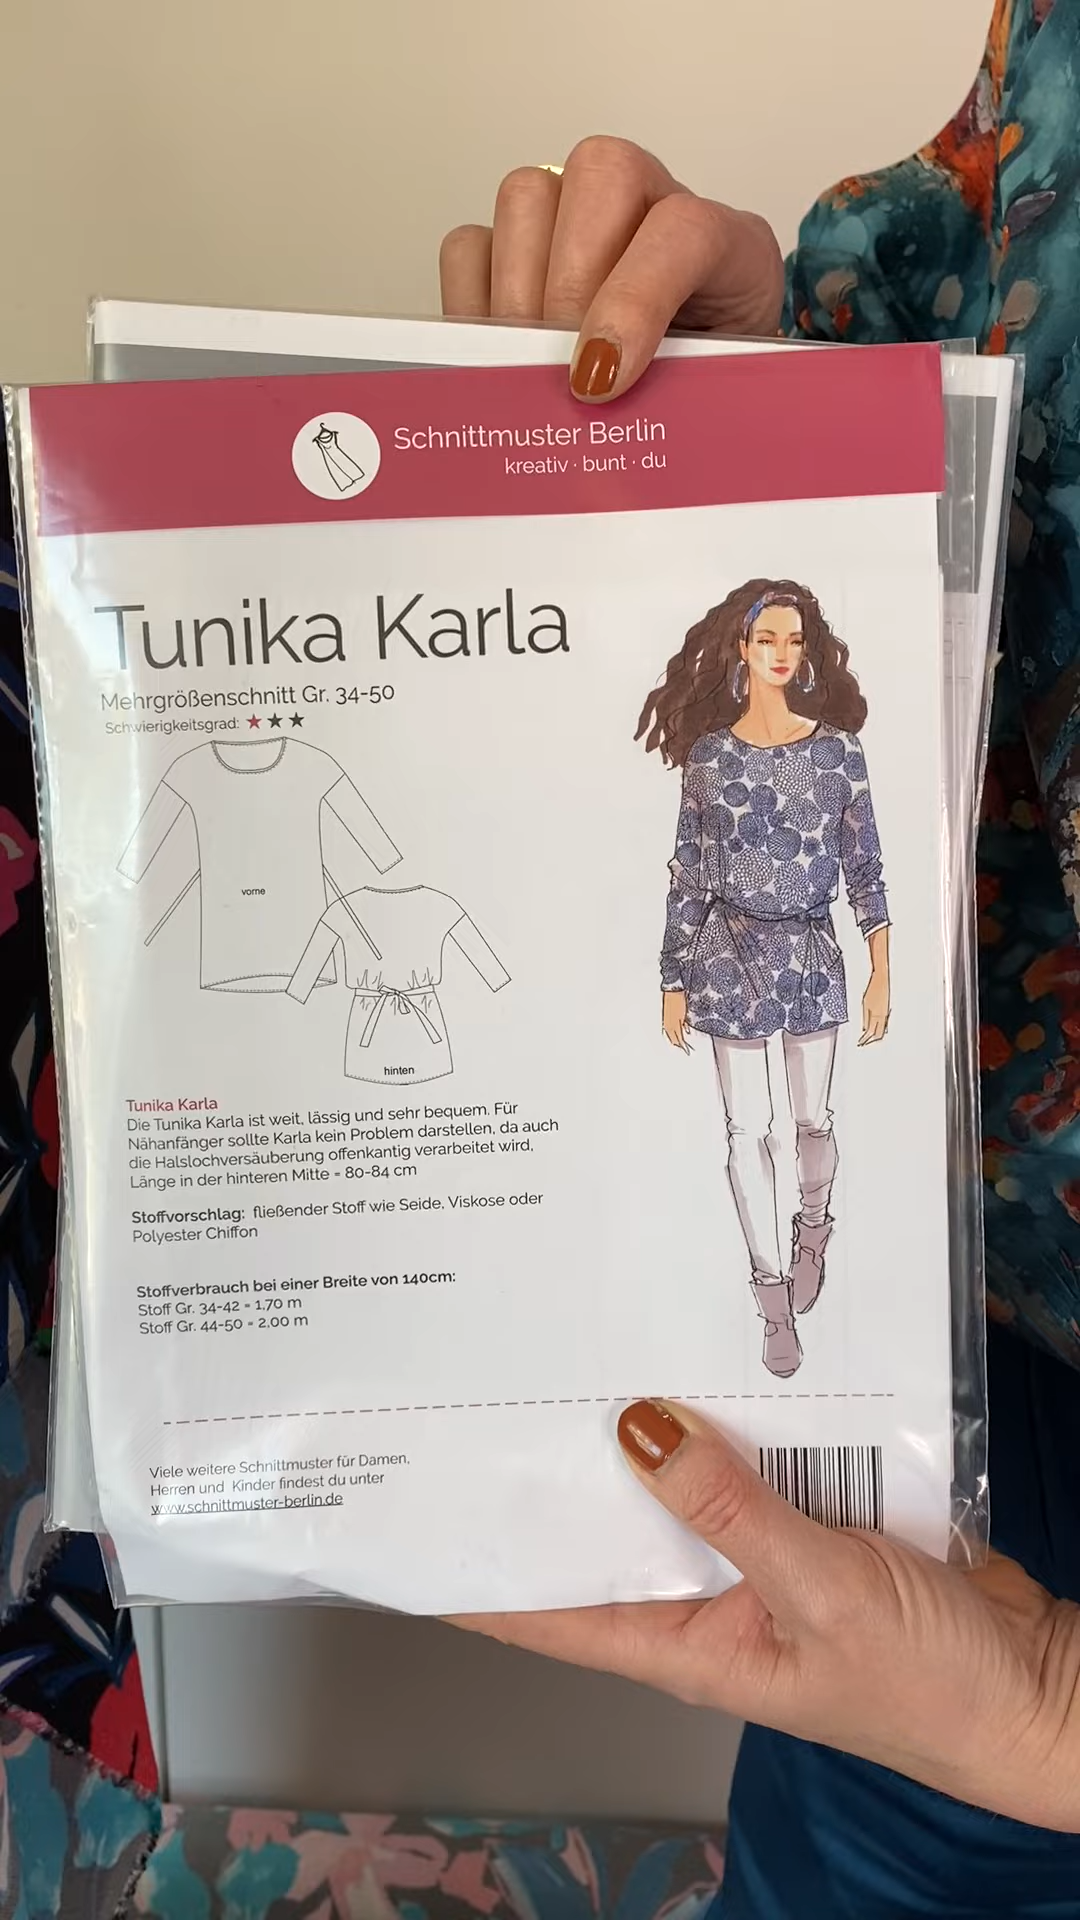 Schnittmuster Berlin
kreativ · bunt · du
Tunika Karla
Mehrgrößenschnitt Gr. 34-50
Schwierigkeitsgrad: ★★★
vorne
hinten
Tunika Karla
Die Tunika Karla ist weit, lässig und sehr bequem. Für
Nähanfänger sollte Karla kein Problem darstellen, da auch
die Halslochversäuberung offenkantig verarbeitet wird,
Länge in der hinteren Mitte = 80-84 cm
Stoffvorschlag: fließender Stoff wie Seide, Viskose oder
Polyester Chiffon
Stoffverbrauch bei einer Breite von 140cm:
Stoff Gr. 34-42 = 1,70 m
Stoff Gr. 44-50 = 2,00 m
Viele weitere Schnittmuster für Damen,
Herren und Kinder findest du unter
www.schnittmuster-berlin.de